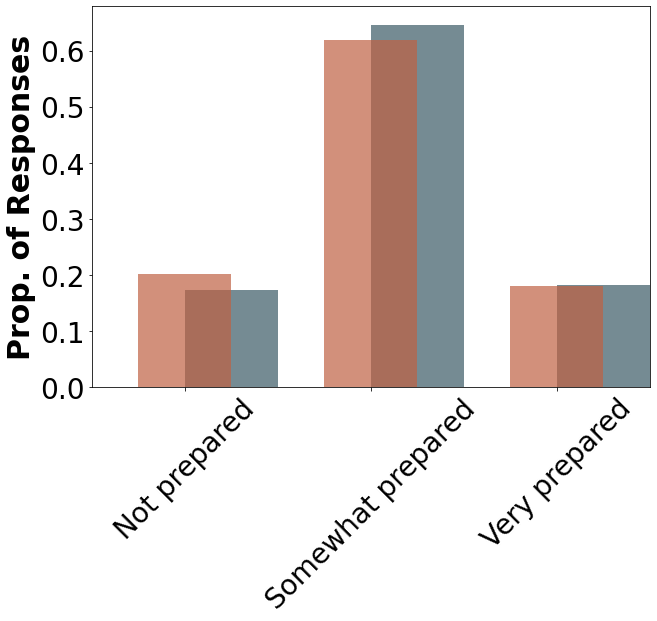 Prop. of Responses
0.6
0.5
0.4
0.3
0.2
0.1
0.0
Not prepared
Somewhat prepared
Very prepared